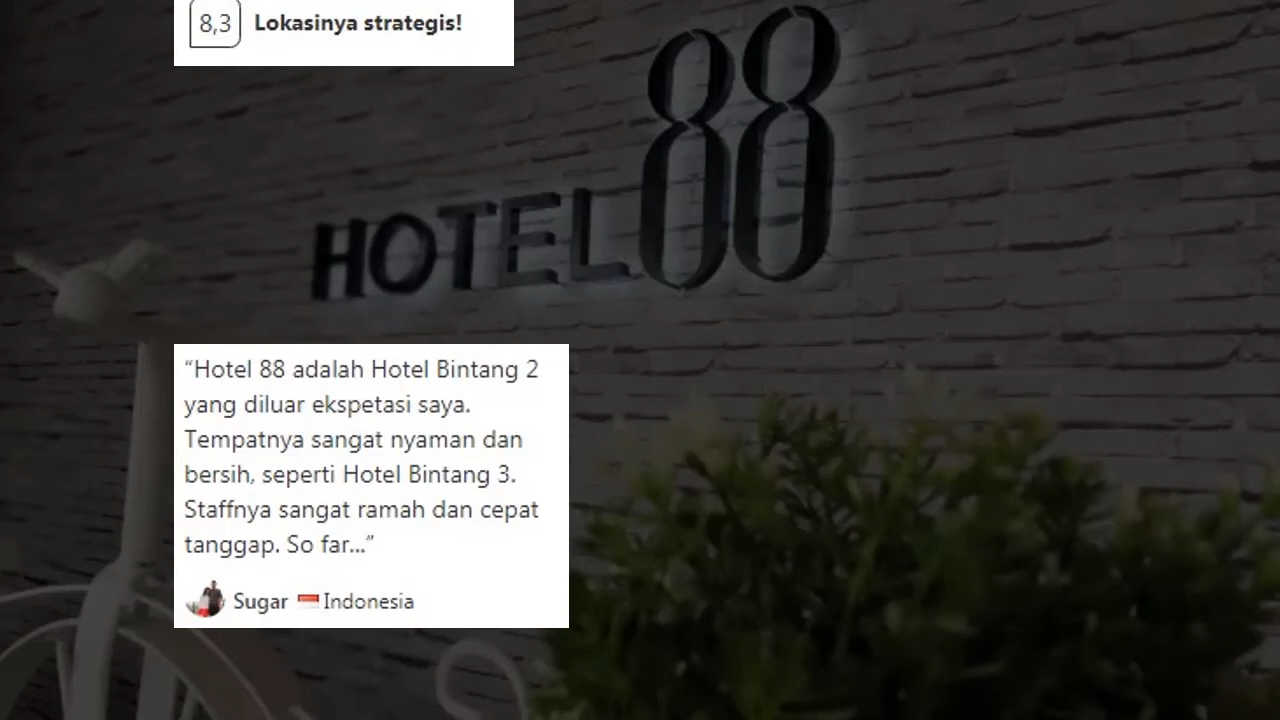 8,3 Lokasinya strategis!
HOTEL 88
“Hotel 88 adalah Hotel Bintang 2
yang diluar ekspetasi saya.
Tempatnya sangat nyaman dan
bersih, seperti Hotel Bintang 3.
Staffnya sangat ramah dan cepat
tanggap. So far...”
Sugar Indonesia